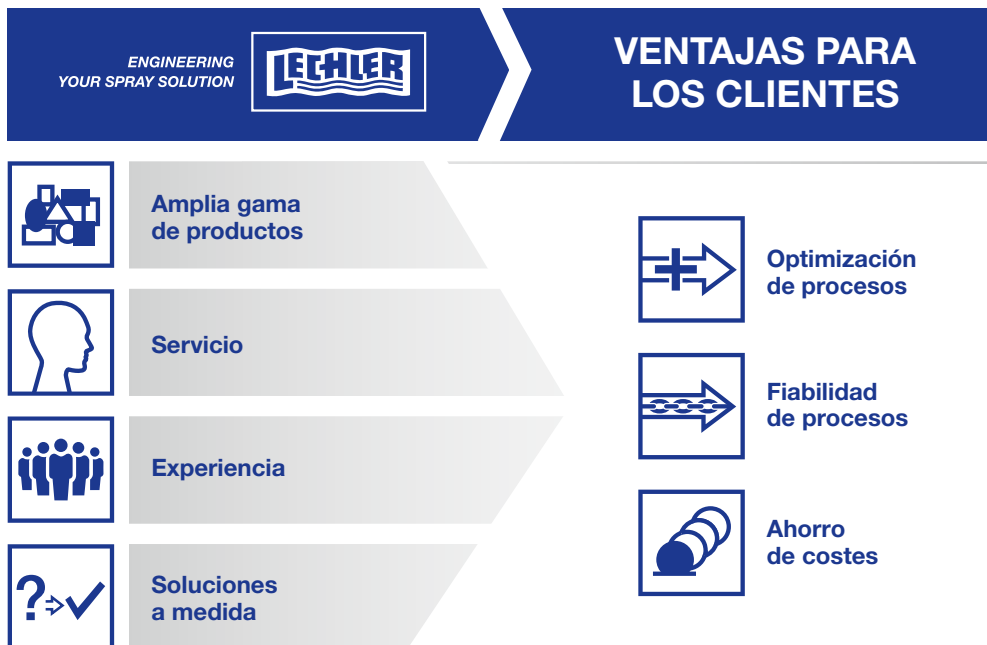 ENGINEERING
YOUR SPRAY SOLUTION
LECHLER
VENTAJAS PARA
LOS CLIENTES
Amplia gama
de productos
Servicio
Experiencia
?
Soluciones
a medida
Optimización
de procesos
Fiabilidad
de procesos
Ahorro
de costes